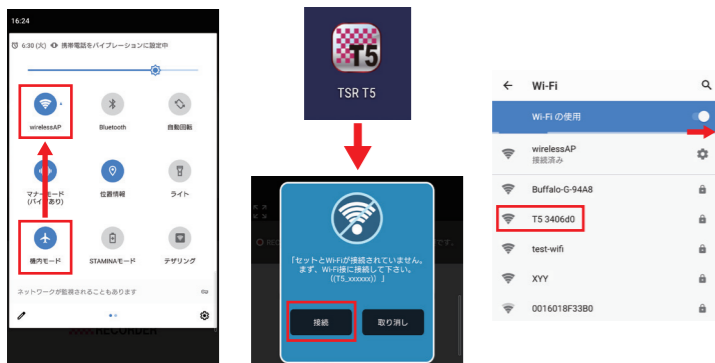 16:24
6:30 (火) 携帯電話をバイブレーションに設定中
wirelessAP
Bluetooth
自動回転
マナーモード
(バイブあり)
位置情報
ライト
機内モード
STAMINAモード
テザリング
ネットワークが監視されることもあります
RECORDER
T5
TSR T5
REC
です。
「セットとWi-Fiが接続されていません。
まず、Wi-Fi接に接続して下さい。
((T5_xxxxxx)) 」
接続
取り消し
Wi-Fi
Wi-Fi の使用
wirelessAP
接続済み
Buffalo-G-94A8
T5 3406d0
test-wifi
XYY
0016018F33B0